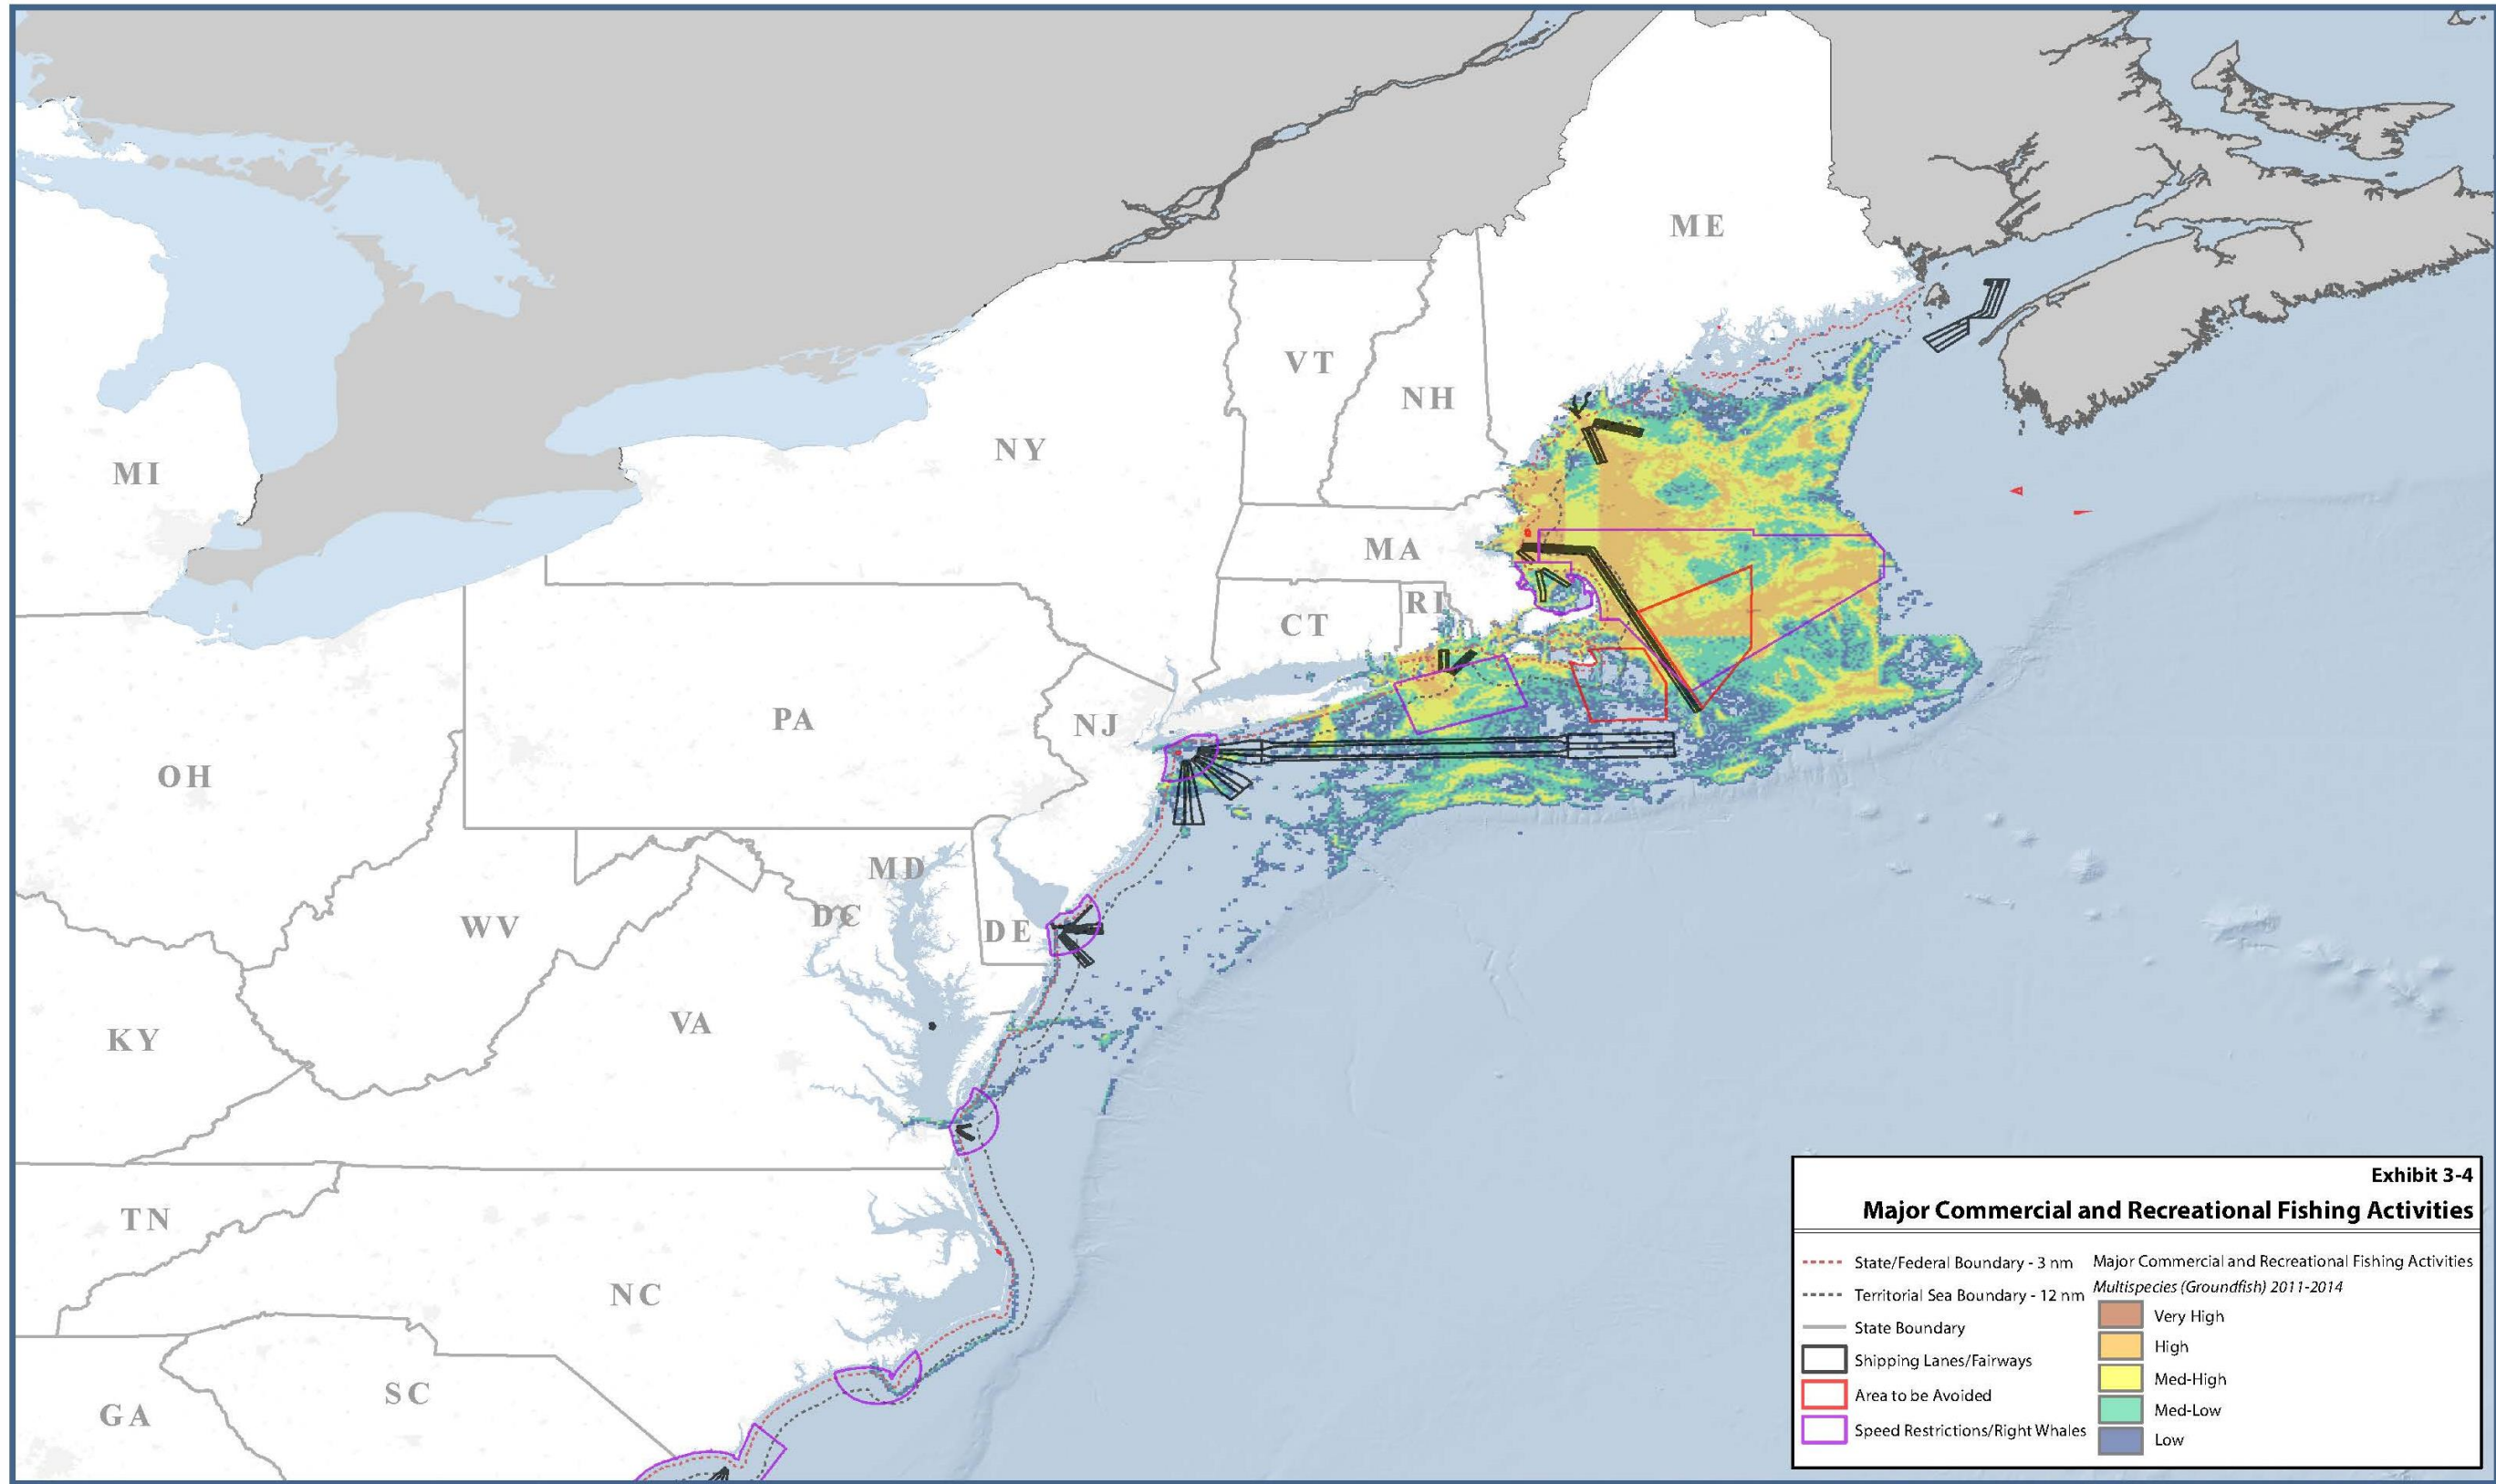 ME
VT
NH
NY
MI
MA
RI
CT
PA
NJ
OH
MD
DC
DE
WV
VA
KY
TN
NC
SC
GA
Exhibit 3-4
Major Commercial and Recreational Fishing Activities
State/Federal Boundary - 3 nm
Territorial Sea Boundary - 12 nm
State Boundary
Shipping Lanes/Fairways
Area to be Avoided
Speed Restrictions/Right Whales
Major Commercial and Recreational Fishing Activities
Multispecies (Groundfish) 2011-2014
Very High
High
Med-High
Med-Low
Low